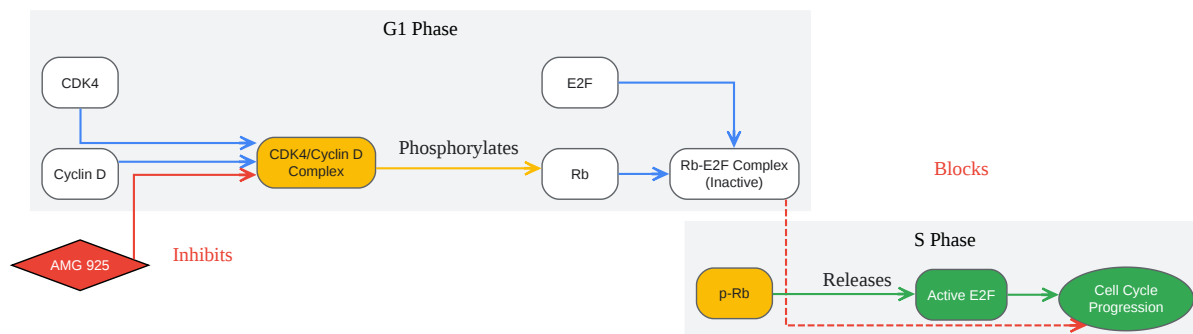 G1 Phase
CDK4
E2F
CDK4/Cyclin D
Complex
Phosphorylates
Cyclin D
Rb
Rb-E2F Complex
(Inactive)
Blocks
AMG 925
Inhibits
S Phase
p-Rb
Releases
Active E2F
Cell Cycle
Progression